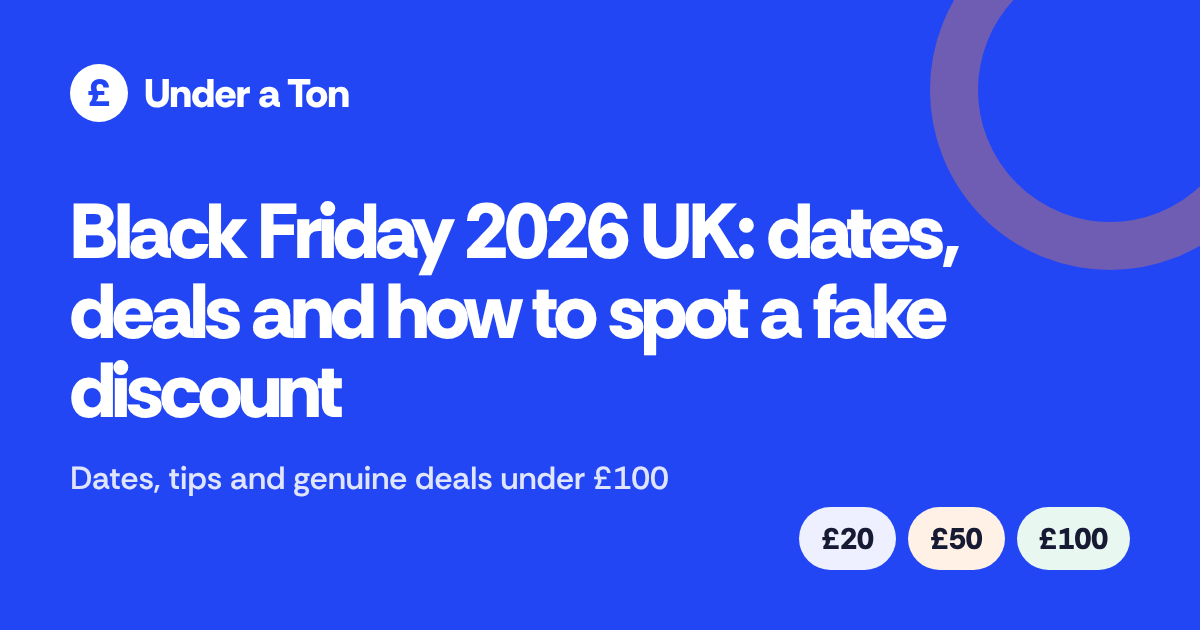 £ Under a Ton
Black Friday 2026 UK: dates,
deals and how to spot a fake
discount
Dates, tips and genuine deals under £100
£20 £50 £100